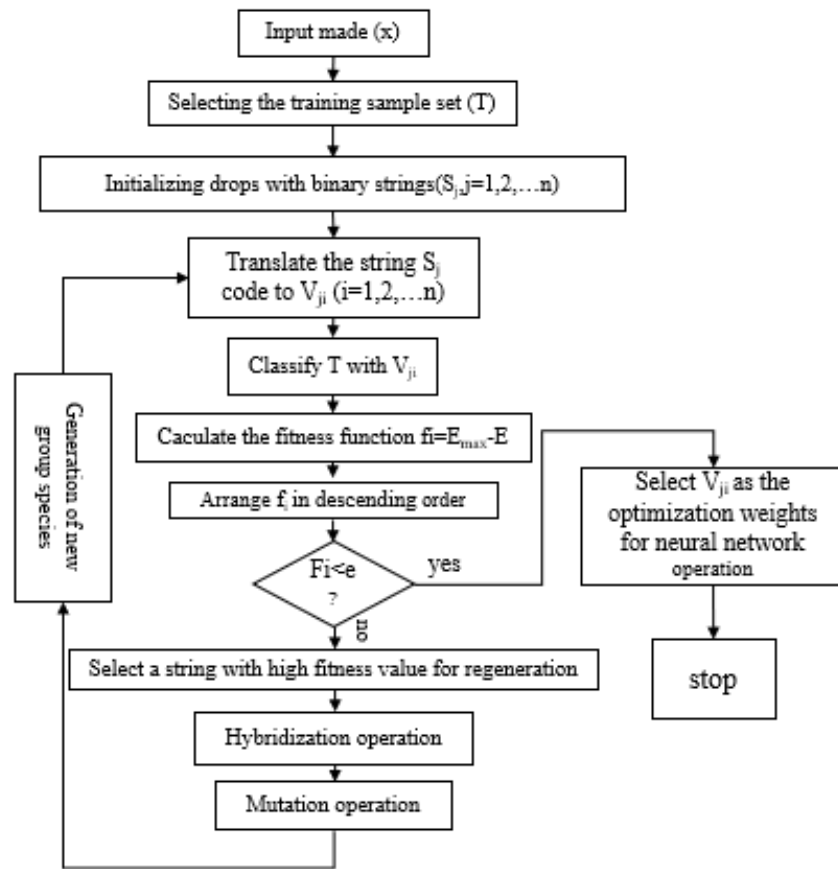 Input made (x)
Selecting the training sample set (T)
Initializing drops with binary strings(Sj,j=1,2,…n)
Translate the string Sj
code to Vji (i=1,2,…n)
Classify T with Vji
Caculate the fitness function fi=Emax-E
Arrange fi in descending order
Fi<e
?
yes
no
Select a string with high fitness value for regeneration
Hybridization operation
Mutation operation
Generation of new
group species
Select Vji as the
optimization weights
for neural network
operation
stop